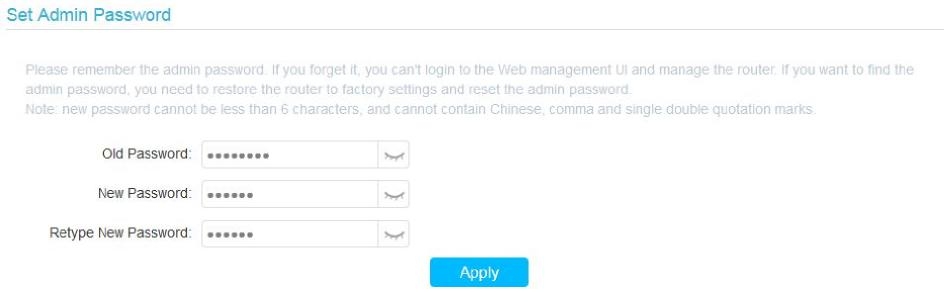 Set Admin Password
Please remember the admin password. If you forget it, you can't login to the Web management UI and manage the router. If you want to find the
admin password, you need to restore the router to factory settings and reset the admin password.
Note: new password cannot be less than 6 characters, and cannot contain Chinese, comma and single double quotation marks.
Old Password: ••••••••
New Password: ••••••
Retype New Password: ••••••
Apply